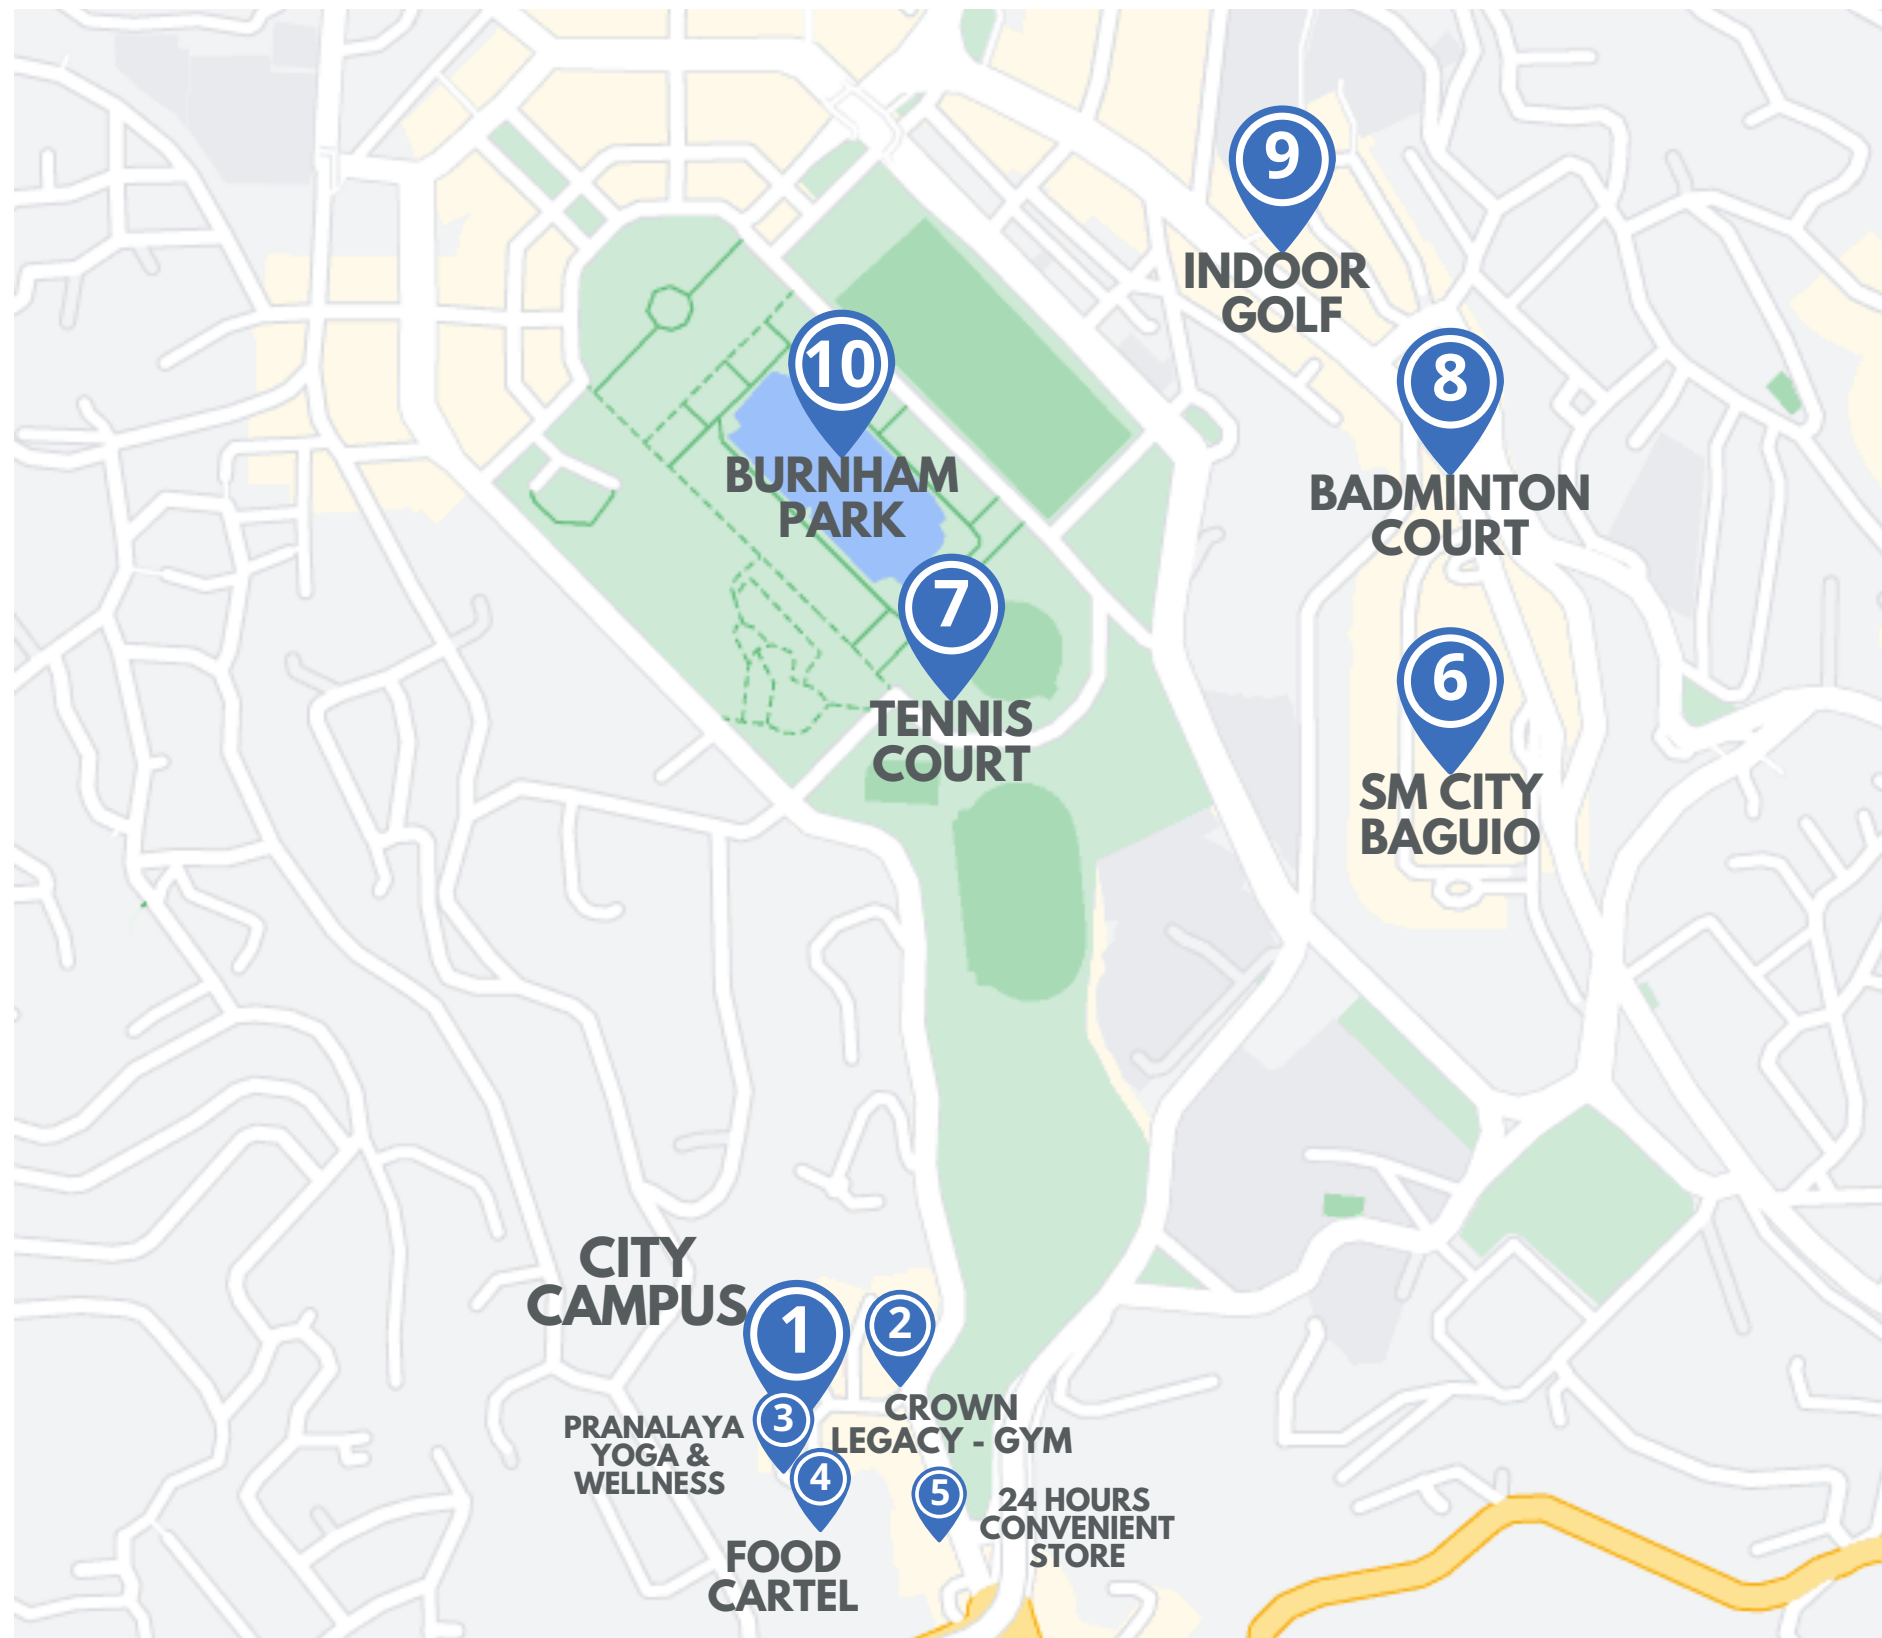 9
INDOOR
GOLF
10
BURNHAM
PARK
8
BADMINTON
COURT
7
TENNIS
COURT
6
SM CITY
BAGUIO
CITY
CAMPUS
1
2
CROWN
LEGACY - GYM
3
PRANALAYA
YOGA &
WELLNESS
4
FOOD
CARTEL
5
24 HOURS
CONVENIENT
STORE